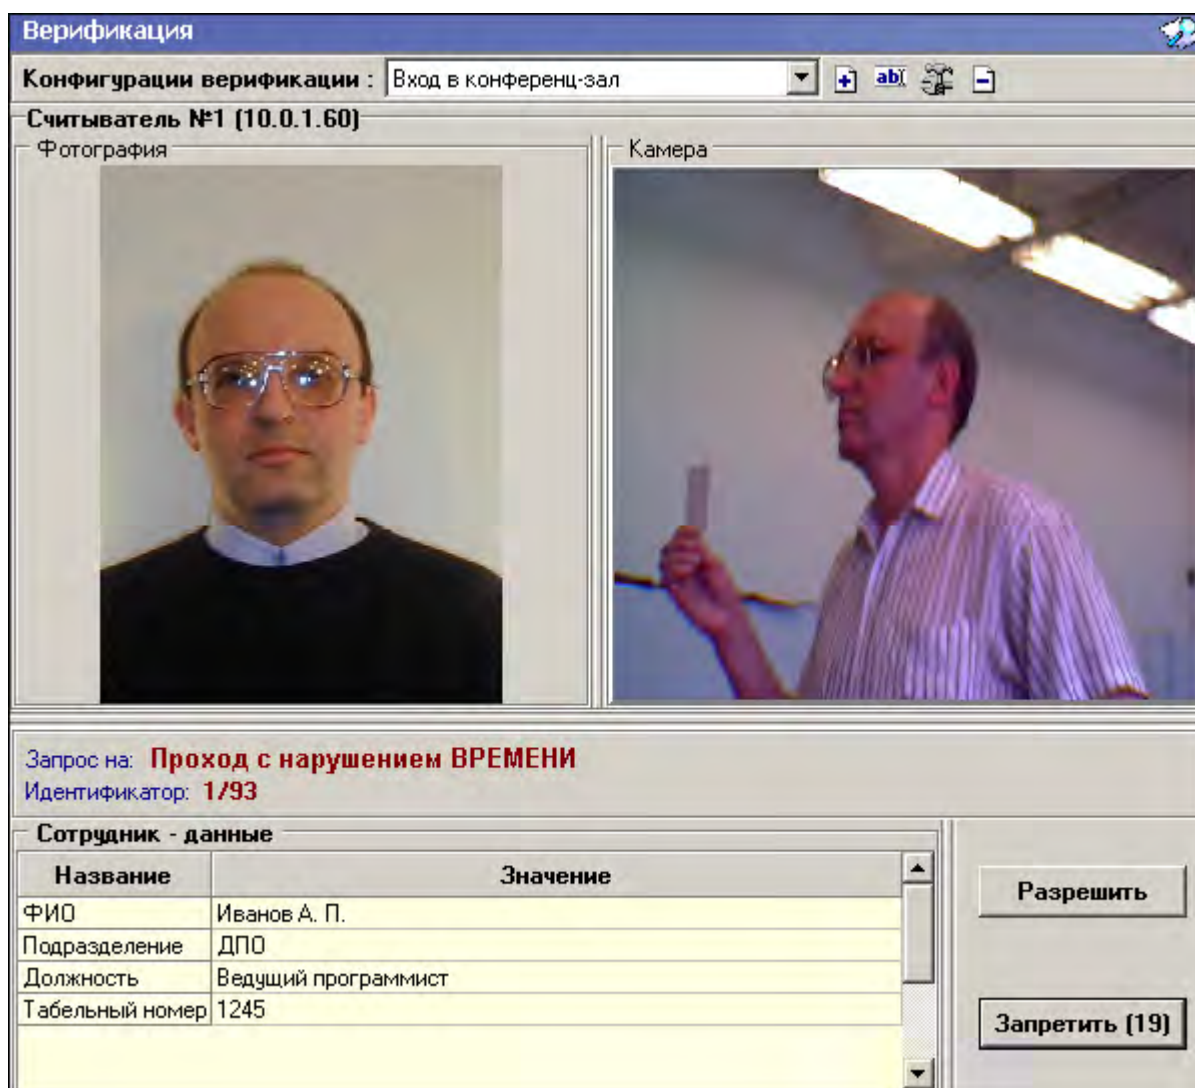 Верификация
Конфигурации верификации : Вход в конференц-зал
abI
Считыватель №1 (10.0.1.60)
Фотография
Камера
Запрос на: Проход с нарушением ВРЕМЕНИ
Идентификатор: 1/93
Сотрудник - данные
Название Значение
ФИО Иванов А. П.
Подразделение ДПО
Должность Ведущий программист
Табельный номер 1245
Разрешить
Запретить (19)